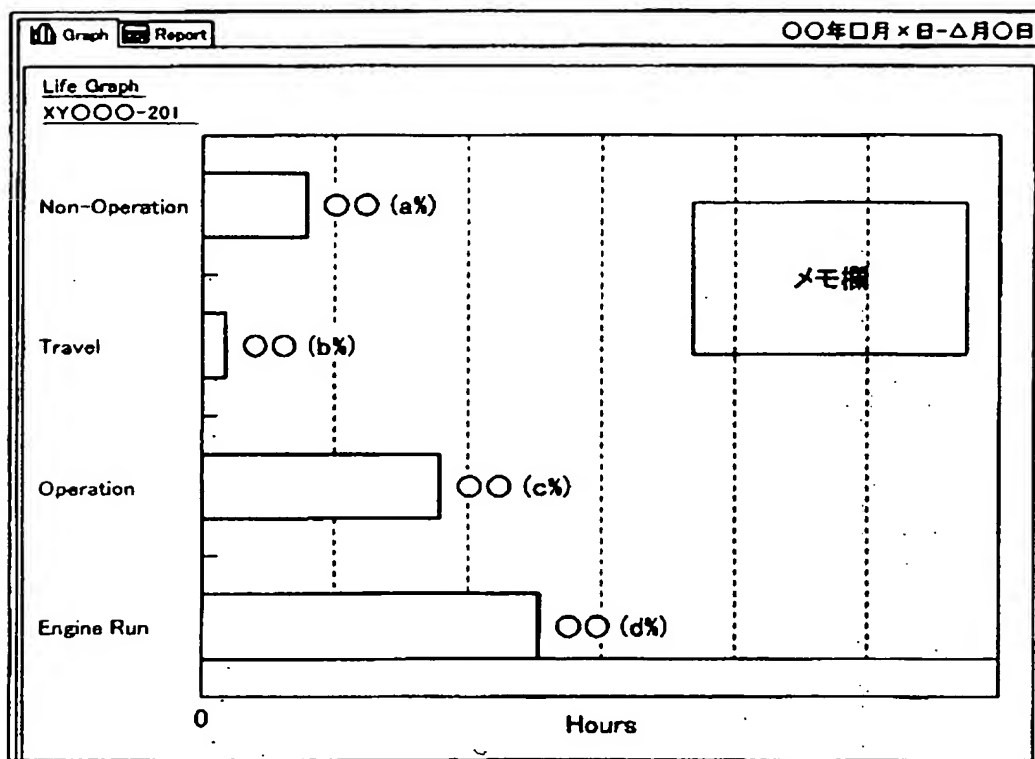 Graph Report ○○年□月×日-△月○日
Life Graph
XY○○○-201
Non-Operation ○○ (a%)
メモ欄
Travel ○○ (b%)
Operation ○○ (c%)
Engine Run ○○ (d%)
0
Hours